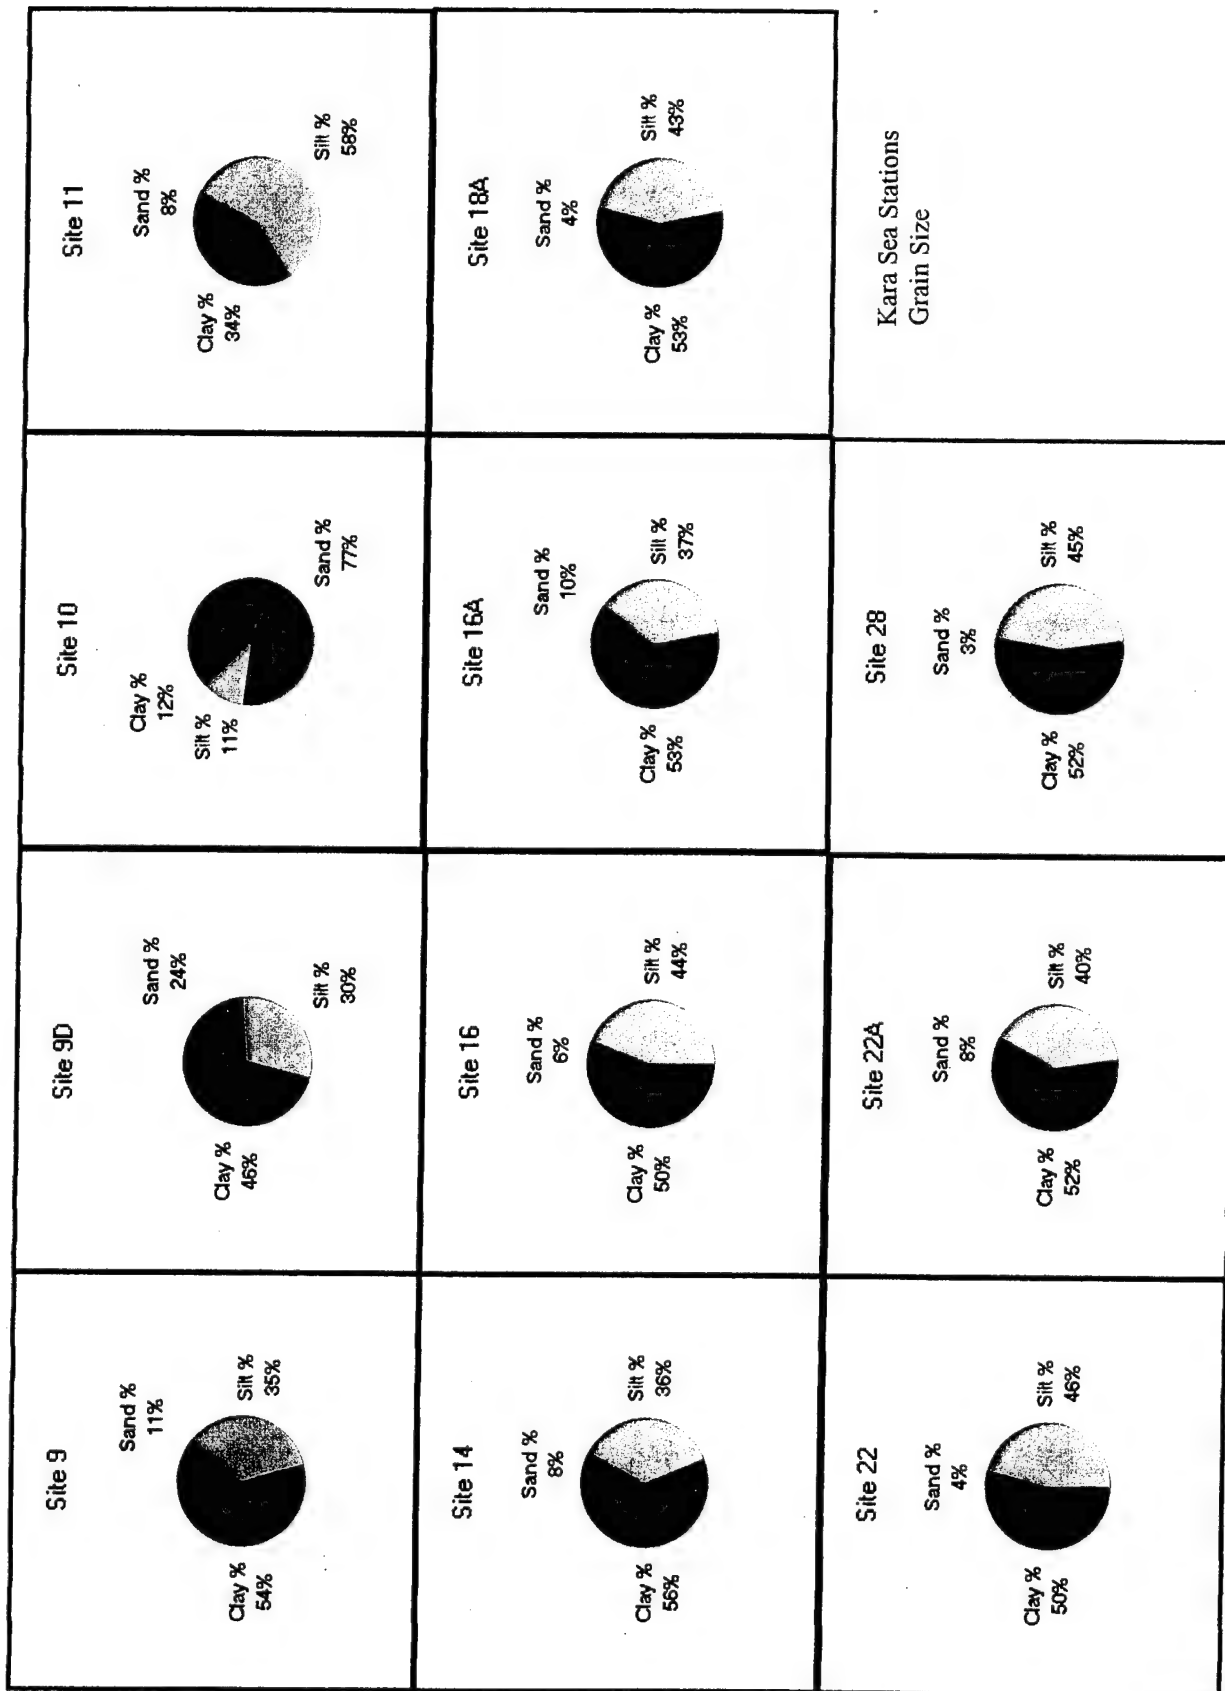 Site 9
Sand %
11%
Silt %
35%
Clay %
54%
Site 9D
Sand %
24%
Silt %
30%
Clay %
46%
Site 10
Clay %
12%
Silt %
11%
Sand %
77%
Site 11
Sand %
8%
Clay %
34%
Silt %
58%
Site 14
Sand %
8%
Silt %
36%
Clay %
56%
Site 16
Sand %
6%
Silt %
44%
Clay %
50%
Site 16A
Sand %
10%
Silt %
37%
Clay %
53%
Site 18A
Sand %
4%
Silt %
43%
Clay %
53%
Site 22
Sand %
4%
Silt %
46%
Clay %
50%
Site 22A
Sand %
8%
Silt %
40%
Clay %
52%
Site 28
Sand %
3%
Silt %
45%
Clay %
52%
Kara Sea Stations
Grain Size